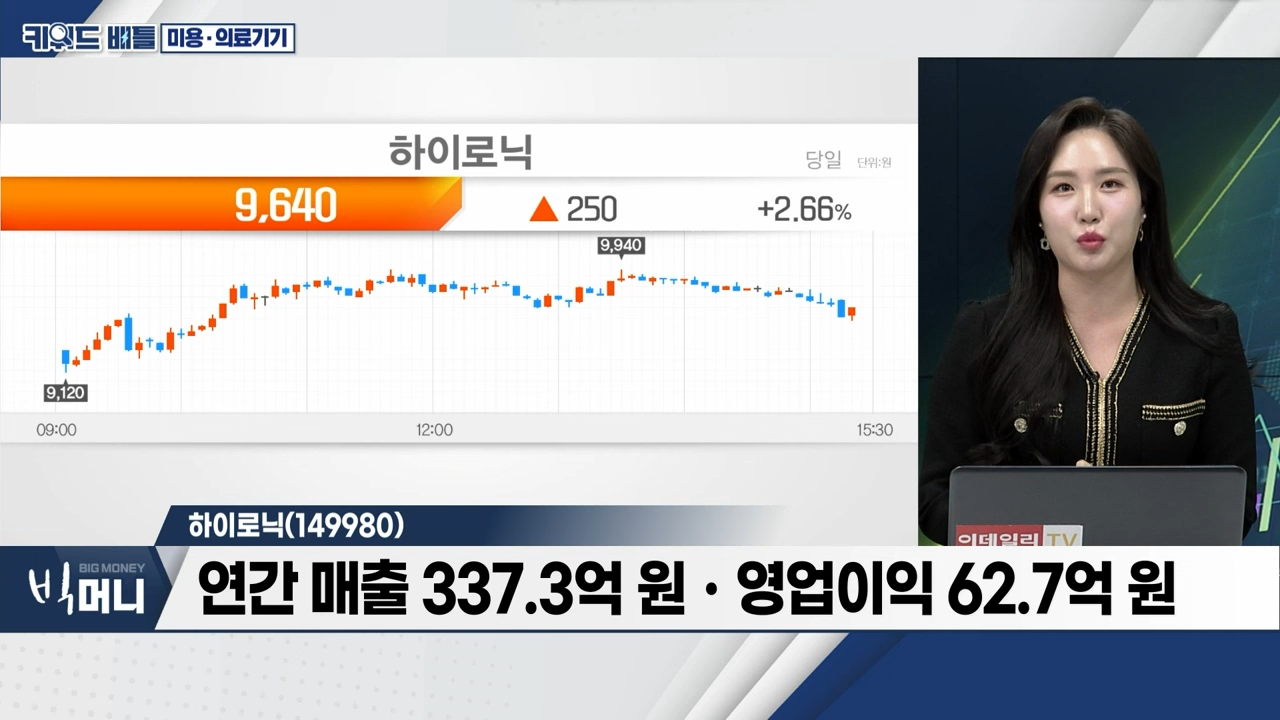 키워드 배틀 미용·의료기기
하이로닉
당일 단위:원
9,640 ▲ 250 +2.66%
9,940
9,120
09:00 12:00 15:30
하이로닉(149980)
이데일리 TV
BIG MONEY
빅머니
연간 매출 337.3억 원·영업이익 62.7억 원